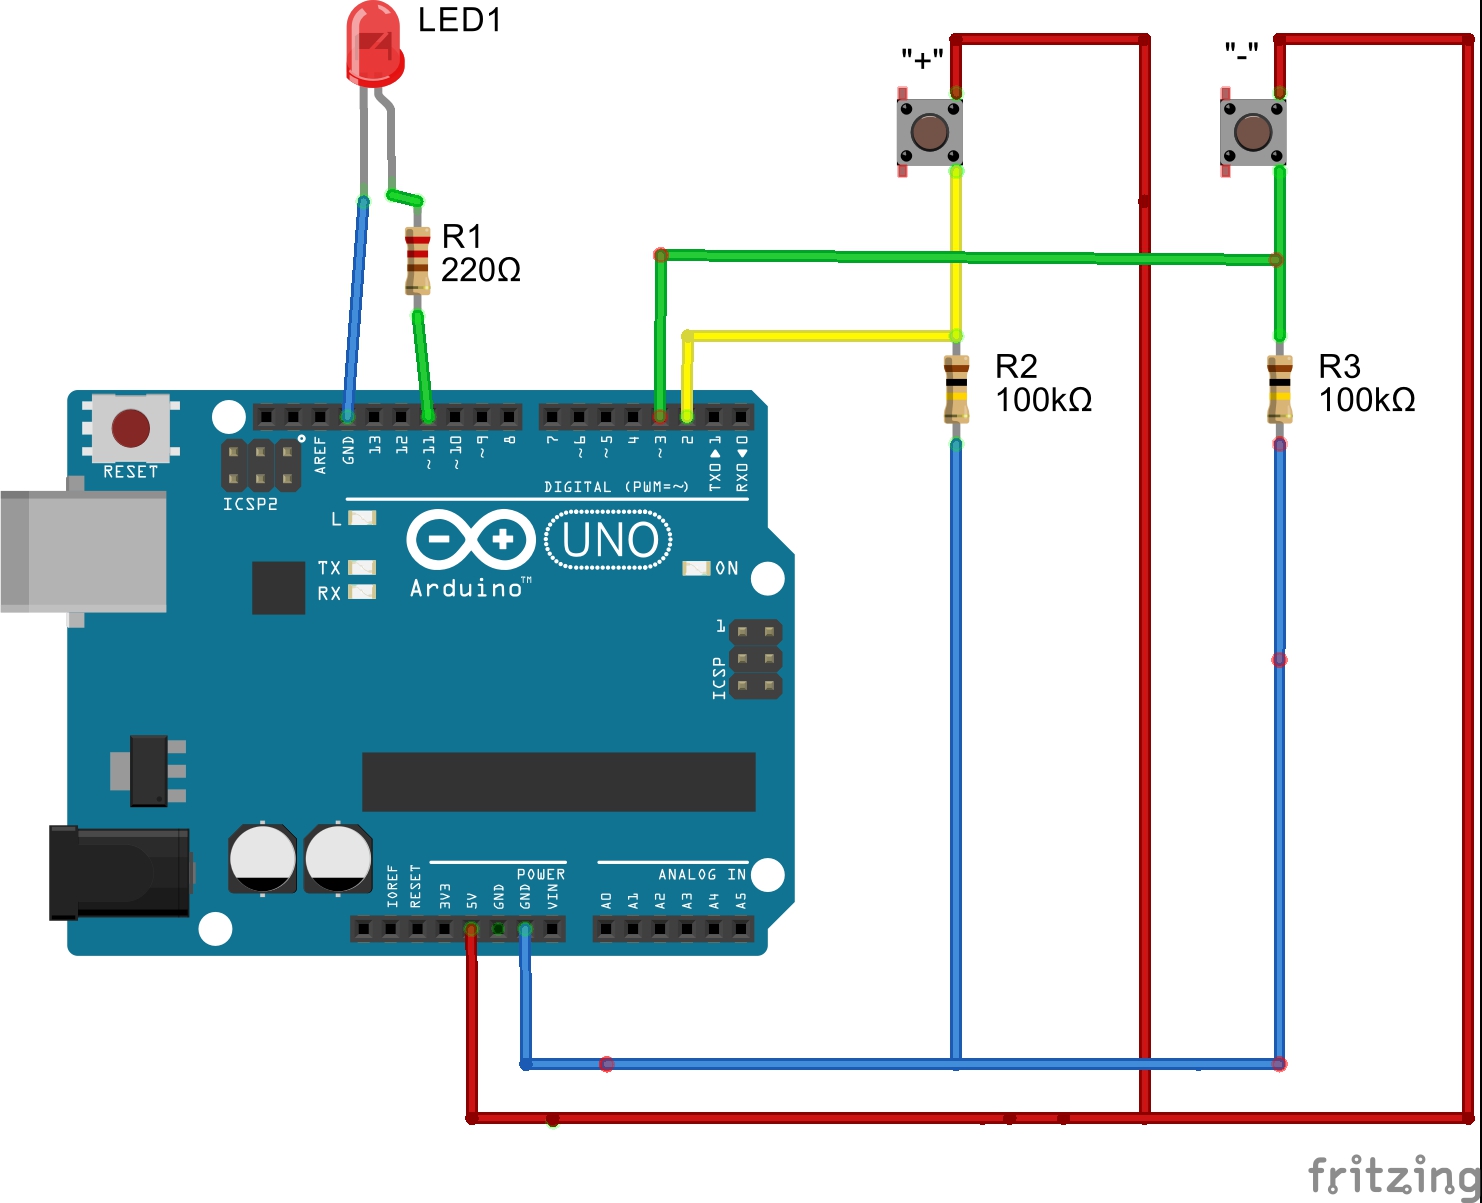 LED1
"+"
"-"
R1
220Ω
R2
100kΩ
R3
100kΩ
RESET
ICSP2
AREF
GND
13
12
~11
~10
~9
8
7
~6
~5
4
~3
2
TX0▶1
RX0◀0
DIGITAL (PWM=~)
L
TX
RX
Arduino™
UNO
ON
1
ICSP
IOREF
RESET
3V3
5V
GND
GND
VIN
POWER
ANALOG IN
A0
A1
A2
A3
A4
A5
fritzing